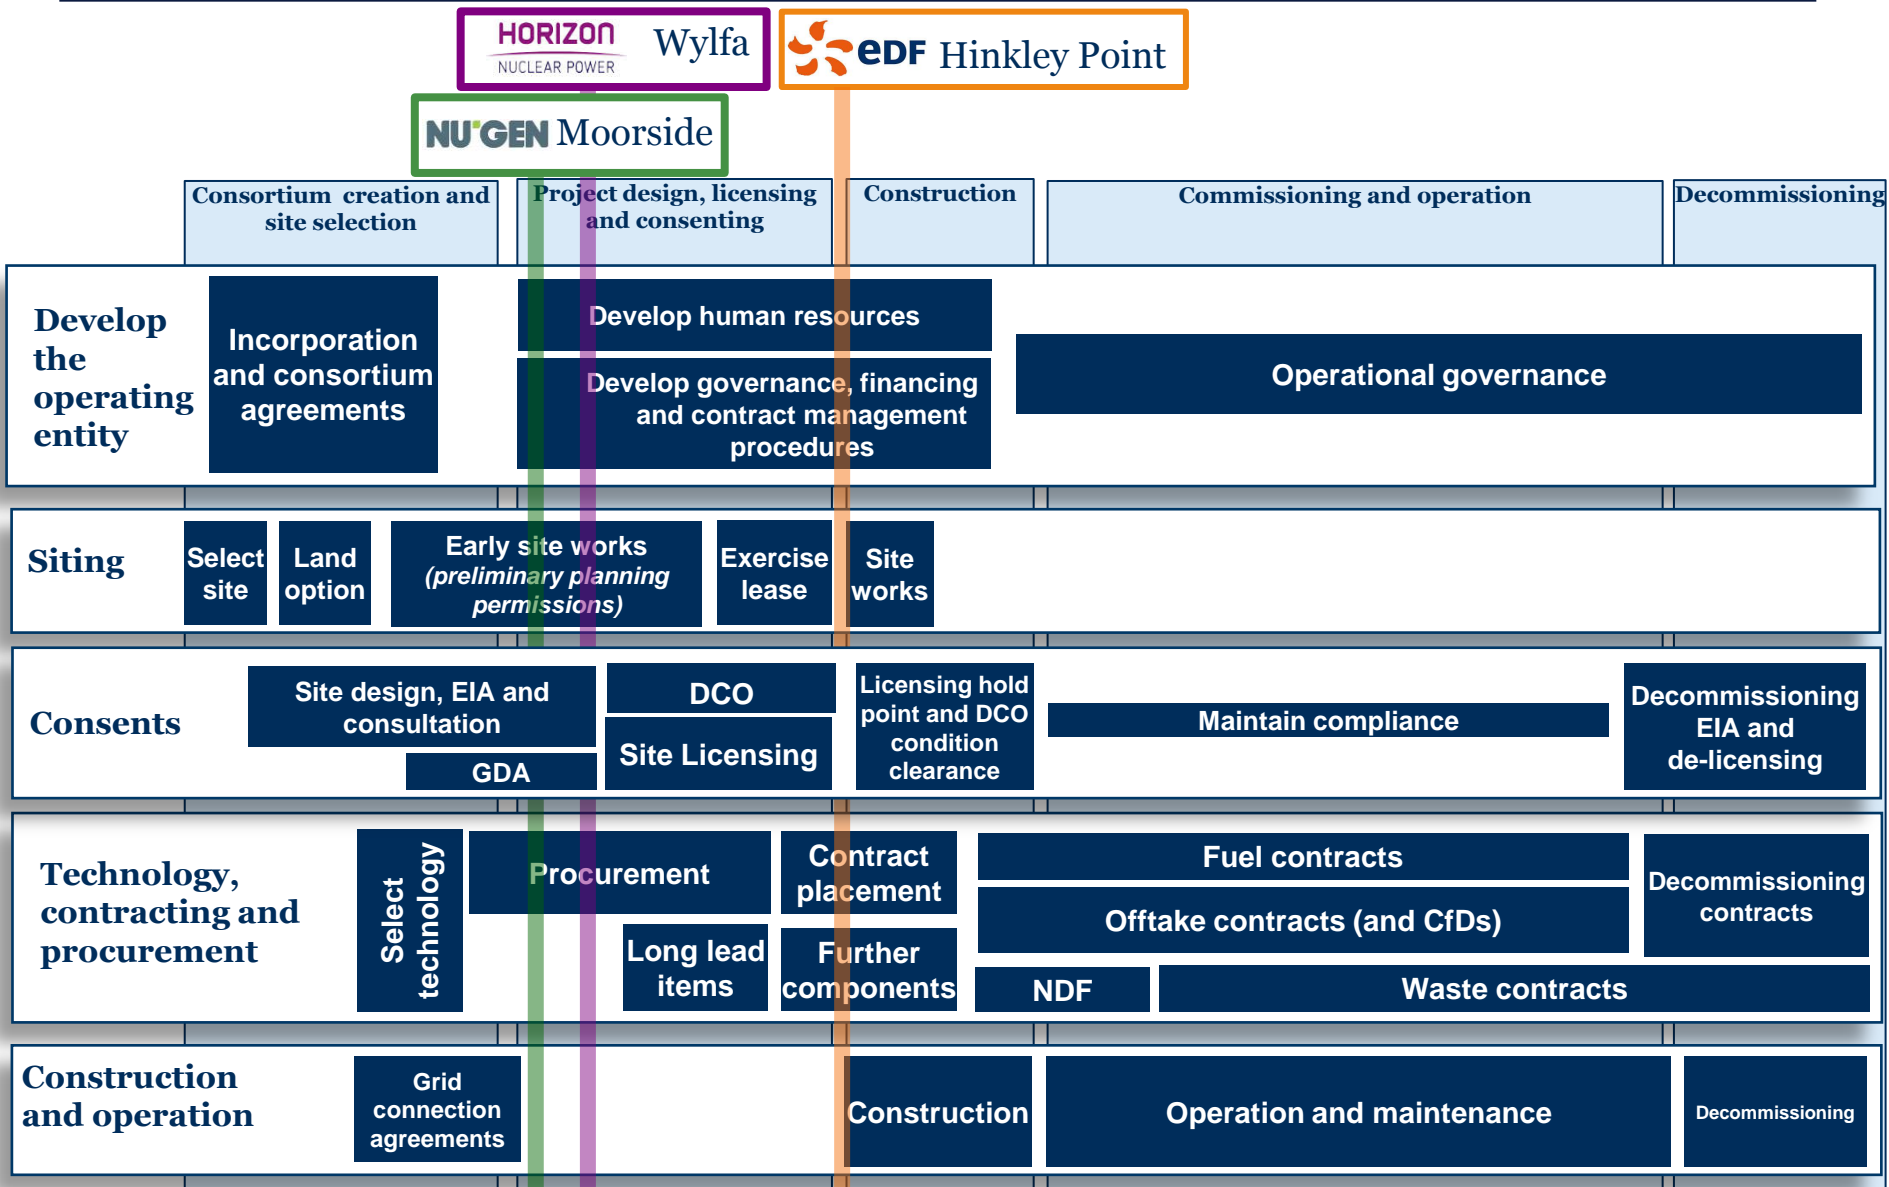 HORIZON
NUCLEAR POWER
Wylfa
eDF Hinkley Point
NU'GEN Moorside
Consortium creation and
site selection
Project design, licensing
and consenting
Construction
Commissioning and operation
Decommissioning
Develop
the
operating
entity
Incorporation
and consortium
agreements
Develop human resources
Develop governance, financing
and contract management
procedures
Operational governance
Siting
Select
site
Land
option
Early site works
(preliminary planning
permissions)
Exercise
lease
Site
works
Consents
Site design, EIA and
consultation
GDA
DCO
Site Licensing
Licensing hold
point and DCO
condition
clearance
Maintain compliance
Decommissioning
EIA and
de-licensing
Technology,
contracting and
procurement
Select
technology
Procurement
Long lead
items
Contract
placement
Further
components
Fuel contracts
Offtake contracts (and CfDs)
NDF
Waste contracts
Decommissioning
contracts
Construction
and operation
Grid
connection
agreements
Construction
Operation and maintenance
Decommissioning